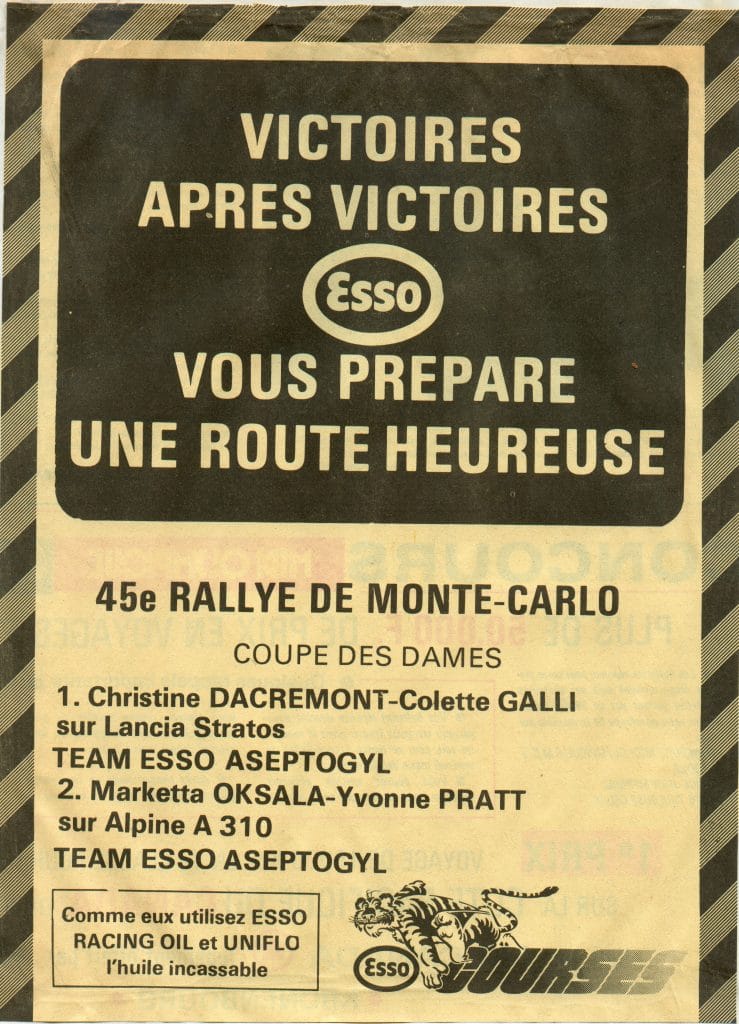 VICTOIRES
APRES VICTOIRES
Esso
VOUS PREPARE
UNE ROUTE HEUREUSE
45e RALLYE DE MONTE-CARLO
COUPE DES DAMES
1. Christine DACREMONT-Colette GALLI
sur Lancia Stratos
TEAM ESSO ASEPTOGYL
2. Marketta OKSALA-Yvonne PRATT
sur Alpine A 310
TEAM ESSO ASEPTOGYL
Comme eux utilisez ESSO
RACING OIL et UNIFLO
l'huile incassable
Esso COURSES